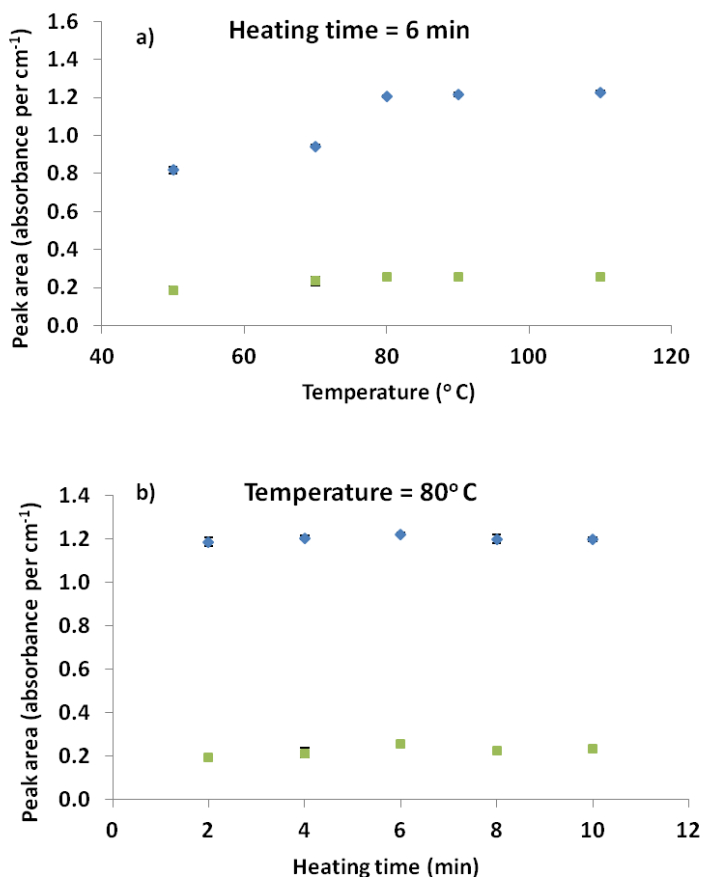 a)
Heating time = 6 min
Peak area (absorbance per cm⁻¹)
1.6
1.4
1.2
1.0
0.8
0.6
0.4
0.2
0.0
40 60 80 100 120
Temperature (° C)
b)
Temperature = 80° C
Peak area (absorbance per cm⁻¹)
1.4
1.2
1.0
0.8
0.6
0.4
0.2
0.0
0 2 4 6 8 10 12
Heating time (min)